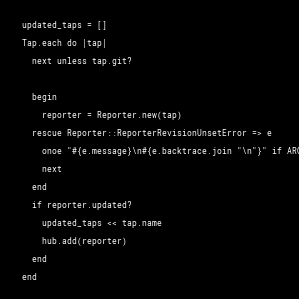 updated_taps = []
Tap.each do |tap|
  next unless tap.git?

  begin
    reporter = Reporter.new(tap)
  rescue Reporter::ReporterRevisionUnsetError => e
    onoe "#{e.message}\n#{e.backtrace.join "\n"}" if ARG
    next
  end
  if reporter.updated?
    updated_taps << tap.name
    hub.add(reporter)
  end
end